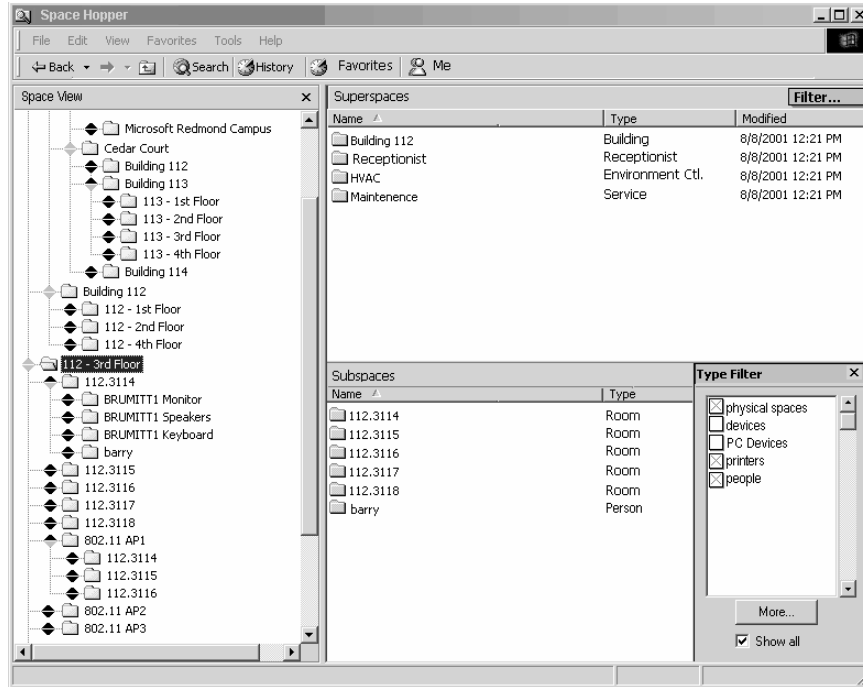 Space Hopper
File Edit View Favorites Tools Help
Back Search History Favorites Me
Space View
Microsoft Redmond Campus
Cedar Court
Building 112
Building 113
113 - 1st Floor
113 - 2nd Floor
113 - 3rd Floor
113 - 4th Floor
Building 114
Building 112
112 - 1st Floor
112 - 2nd Floor
112 - 4th Floor
112 - 3rd Floor
112.3114
BRUMITT1 Monitor
BRUMITT1 Speakers
BRUMITT1 Keyboard
barry
112.3115
112.3116
112.3117
112.3118
802.11 AP1
112.3114
112.3115
112.3116
802.11 AP2
802.11 AP3
Superspaces Filter...
Name Type Modified
Building 112 Building 8/8/2001 12:21 PM
Receptionist Receptionist 8/8/2001 12:21 PM
HVAC Environment Ctl. 8/8/2001 12:21 PM
Maintenence Service 8/8/2001 12:21 PM
Subspaces
Name Type
112.3114 Room
112.3115 Room
112.3116 Room
112.3117 Room
112.3118 Room
barry Person
Type Filter
physical spaces
devices
PC Devices
printers
people
More...
Show all